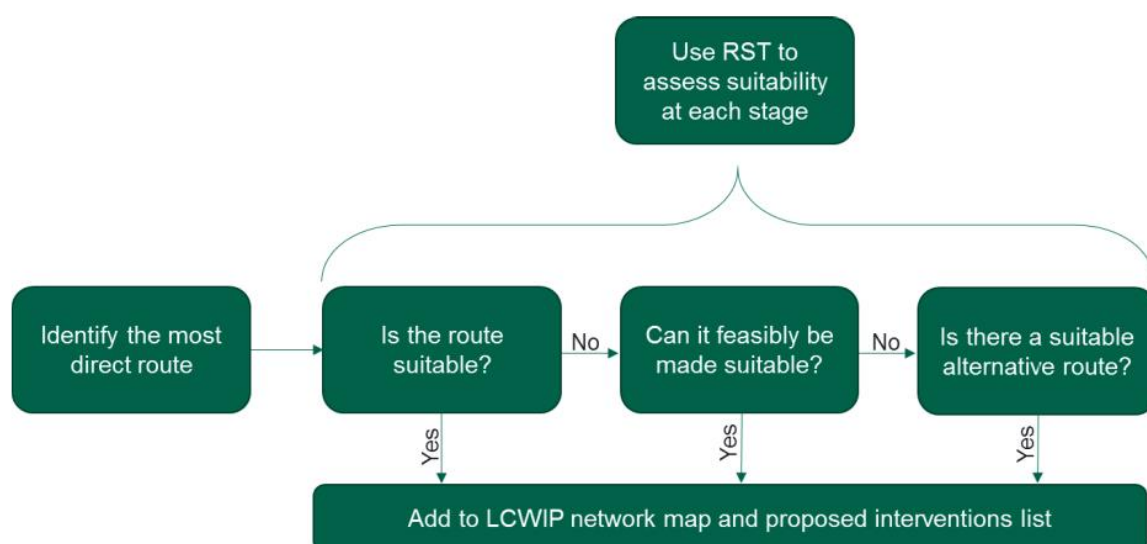 Use RST to
assess suitability
at each stage
Identify the most
direct route
Is the route
suitable?
No
Can it feasibly be
made suitable?
No
Is there a suitable
alternative route?
Yes
Yes
Yes
Add to LCWIP network map and proposed interventions list